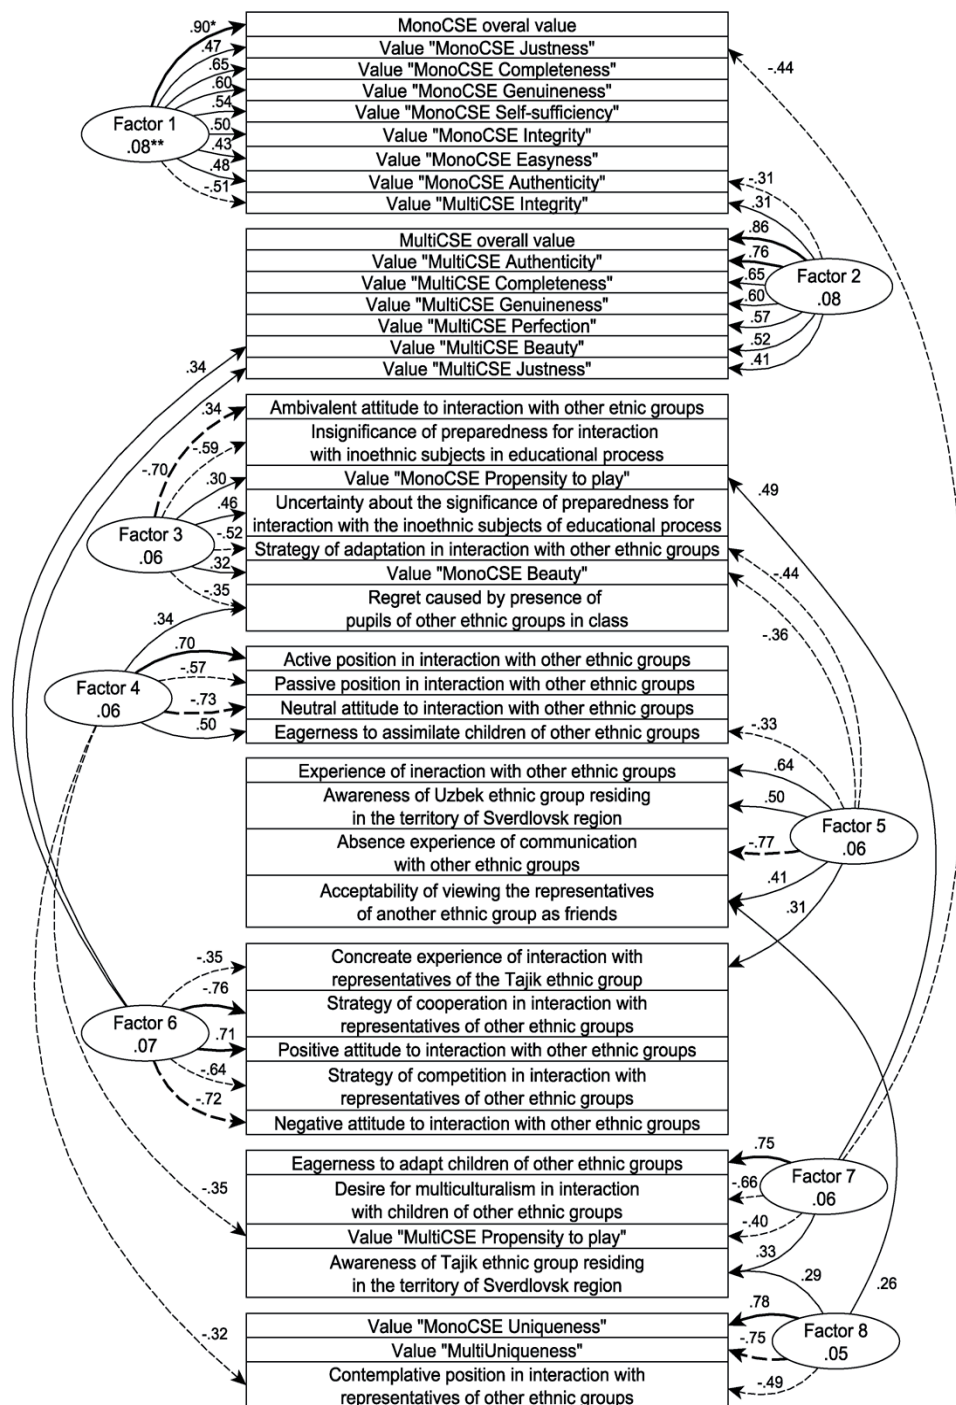 .90*
MonoCSE overal value
.47
Value "MonoCSE Justness"
-.44
.65
Value "MonoCSE Completeness"
.60
Value "MonoCSE Genuineness"
.54
Value "MonoCSE Self-sufficiency"
Factor 1
.08**
.50
Value "MonoCSE Integrity"
.43
Value "MonoCSE Easyness"
.48
Value "MonoCSE Authenticity"
-.31
-.51
Value "MultiCSE Integrity"
.31
.86
MultiCSE overall value
.76
Value "MultiCSE Authenticity"
Factor 2
.08
.65
Value "MultiCSE Completeness"
.60
Value "MultiCSE Genuineness"
.57
Value "MultiCSE Perfection"
.52
Value "MultiCSE Beauty"
.41
Value "MultiCSE Justness"
.34
.34
Ambivalent attitude to interaction with other etnic groups
-.70
-.59
Insignificance of preparedness for interaction
with inoethnic subjects in educational process
.30
Value "MonoCSE Propensity to play"
.49
.46
Uncertainty about the significance of preparedness for
interaction with the inoethnic subjects of educational process
Factor 3
.06
-.52
Strategy of adaptation in interaction with other ethnic groups
-.44
.32
Value "MonoCSE Beauty"
-.36
-.35
Regret caused by presence of
pupils of other ethnic groups in class
.34
.70
Active position in interaction with other ethnic groups
-.57
Passive position in interaction with other ethnic groups
Factor 4
.06
-.73
Neutral attitude to interaction with other ethnic groups
.50
Eagerness to assimilate children of other ethnic groups
-.33
Experience of ineraction with other ethnic groups
.64
Awareness of Uzbek ethnic group residing
in the territory of Sverdlovsk region
.50
Factor 5
.06
Absence experience of communication
with other ethnic groups
-.77
Acceptability of viewing the representatives
of another ethnic group as friends
.41
.31
-.35
Concreate experience of interaction with
representatives of the Tajik ethnic group
-.76
Strategy of cooperation in interaction with
representatives of other ethnic groups
Factor 6
.07
.71
Positive attitude to interaction with other ethnic groups
-.64
Strategy of competition in interaction with
representatives of other ethnic groups
-.72
Negative attitude to interaction with other ethnic groups
Eagerness to adapt children of other ethnic groups
.75
Factor 7
.06
-.35
Desire for multiculturalism in interaction
with children of other ethnic groups
-.66
Value "MultiCSE Propensity to play"
-.40
.33
Awareness of Tajik ethnic group residing
in the territory of Sverdlovsk region
.29
.26
-.32
Value "MonoCSE Uniqueness"
.78
Factor 8
.05
Value "MultiUniqueness"
-.75
Contemplative position in interaction with
representatives of other ethnic groups
-.49